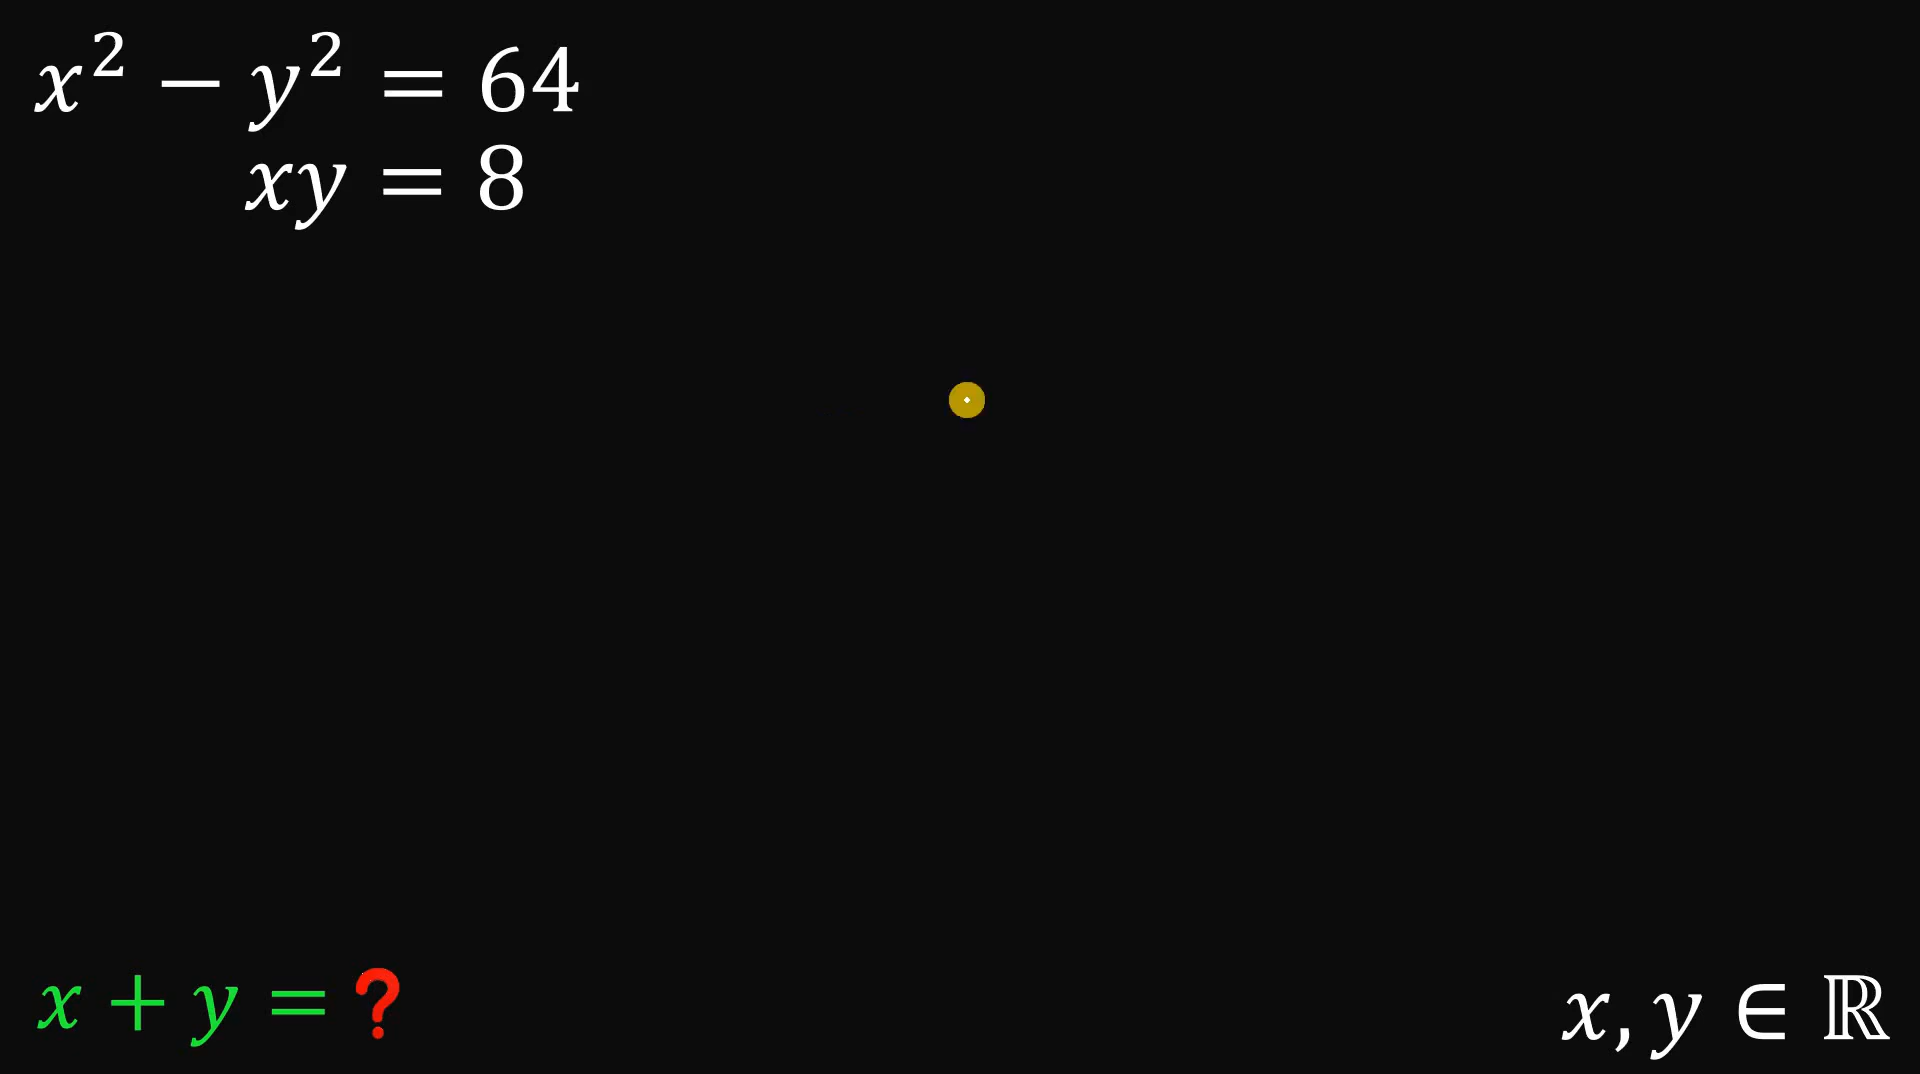 x² − y² = 64
xy = 8
x + y = ❓
x, y ∈ ℝ